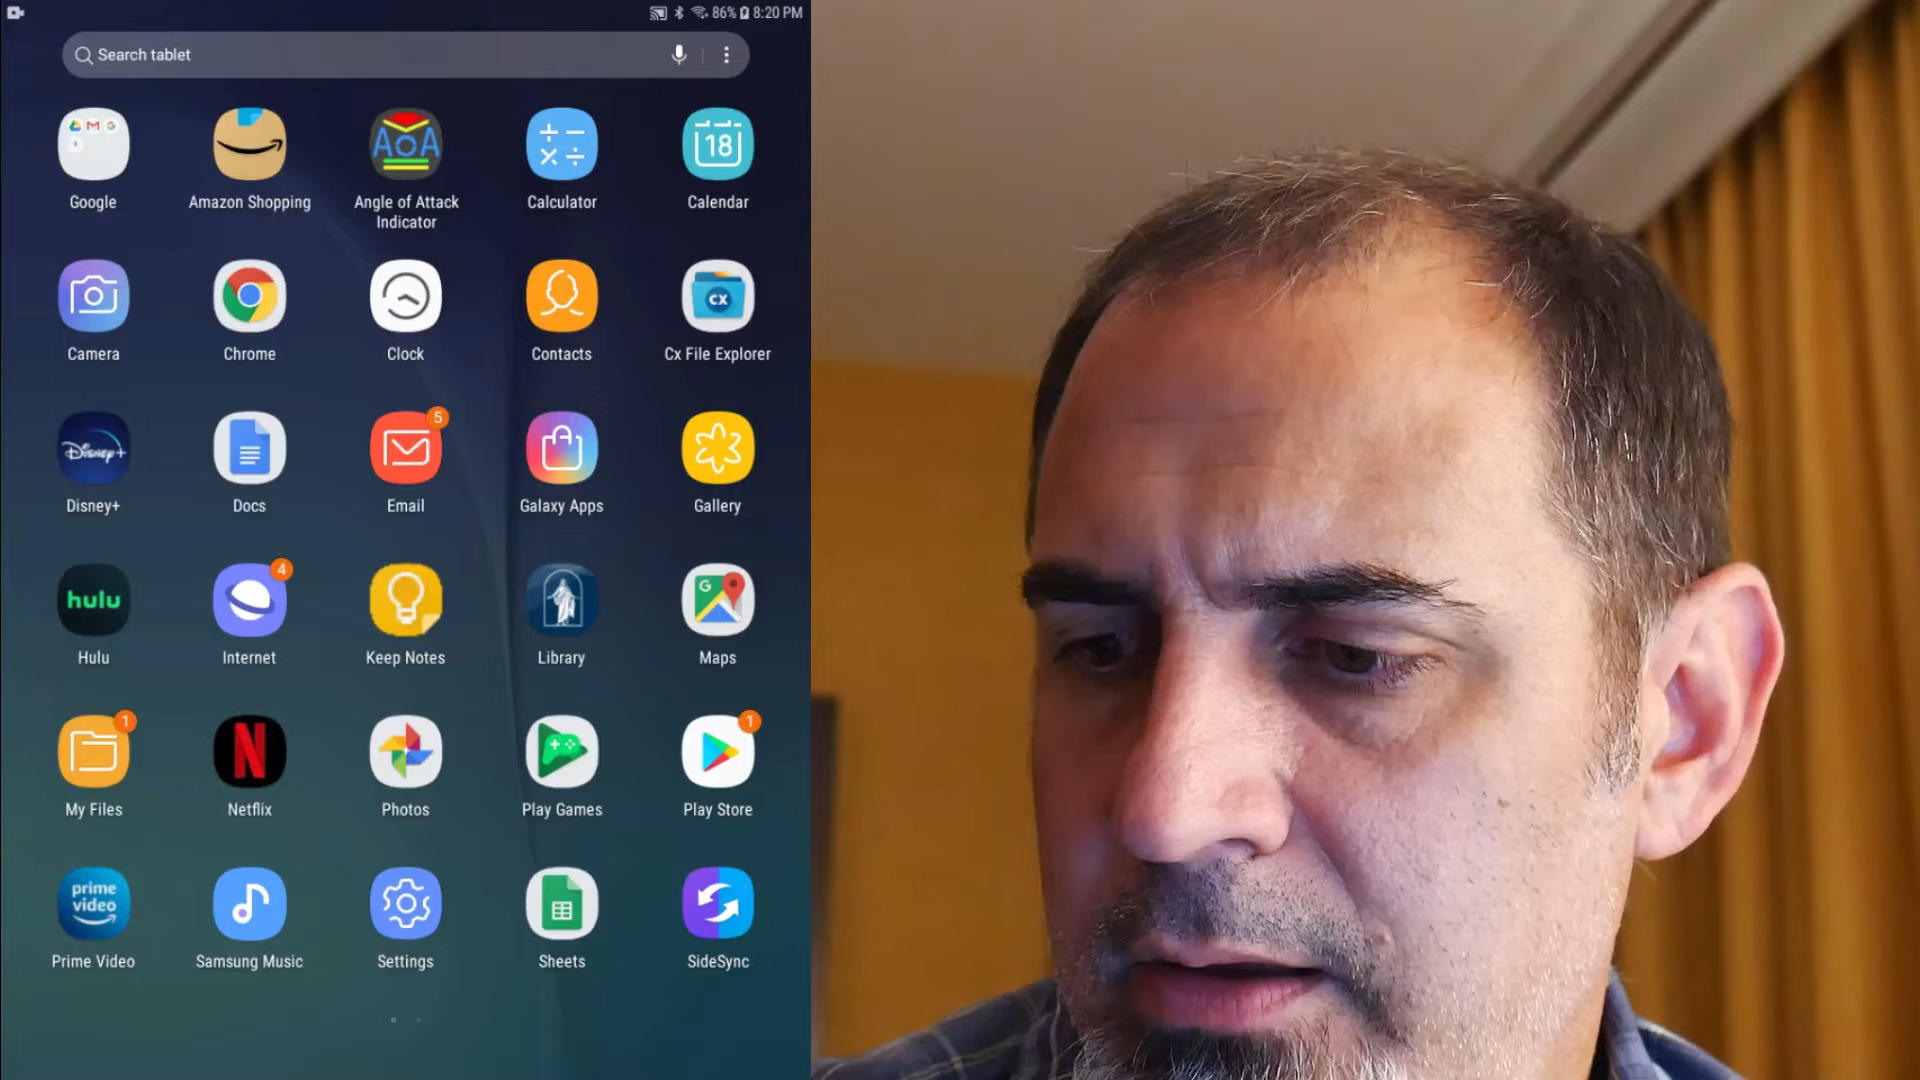 86% 8:20 PM
Search tablet
Google
Amazon Shopping
AOA
Angle of Attack
Indicator
Calculator
18
Calendar
Camera
Chrome
Clock
Contacts
CX
Cx File Explorer
Disney+
Disney+
Docs
5
Email
Galaxy Apps
Gallery
hulu
Hulu
4
Internet
Keep Notes
Library
G
Maps
1
My Files
N
Netflix
Photos
Play Games
1
Play Store
prime
video
Prime Video
Samsung Music
Settings
Sheets
SideSync